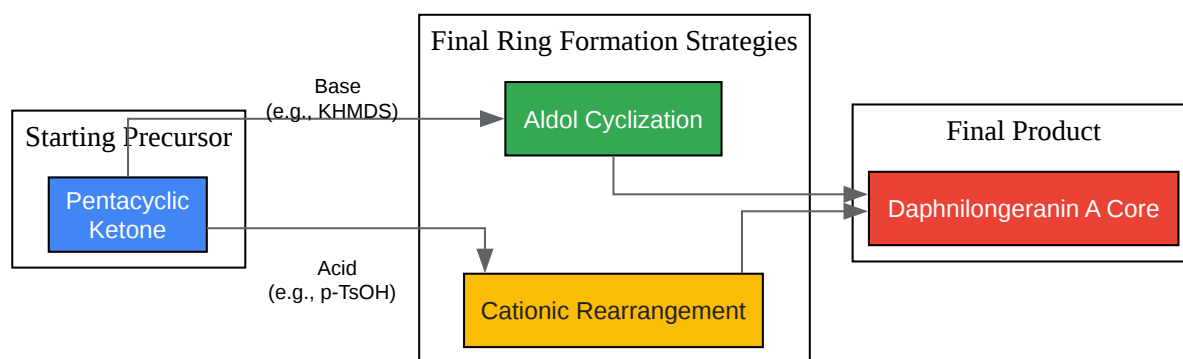 Final Ring Formation Strategies
Base
(e.g., KHMDS)
Aldol Cyclization
Starting Precursor
Final Product
Pentacyclic
Ketone
Daphnilongeranin A Core
Acid
(e.g., p-TsOH)
Cationic Rearrangement